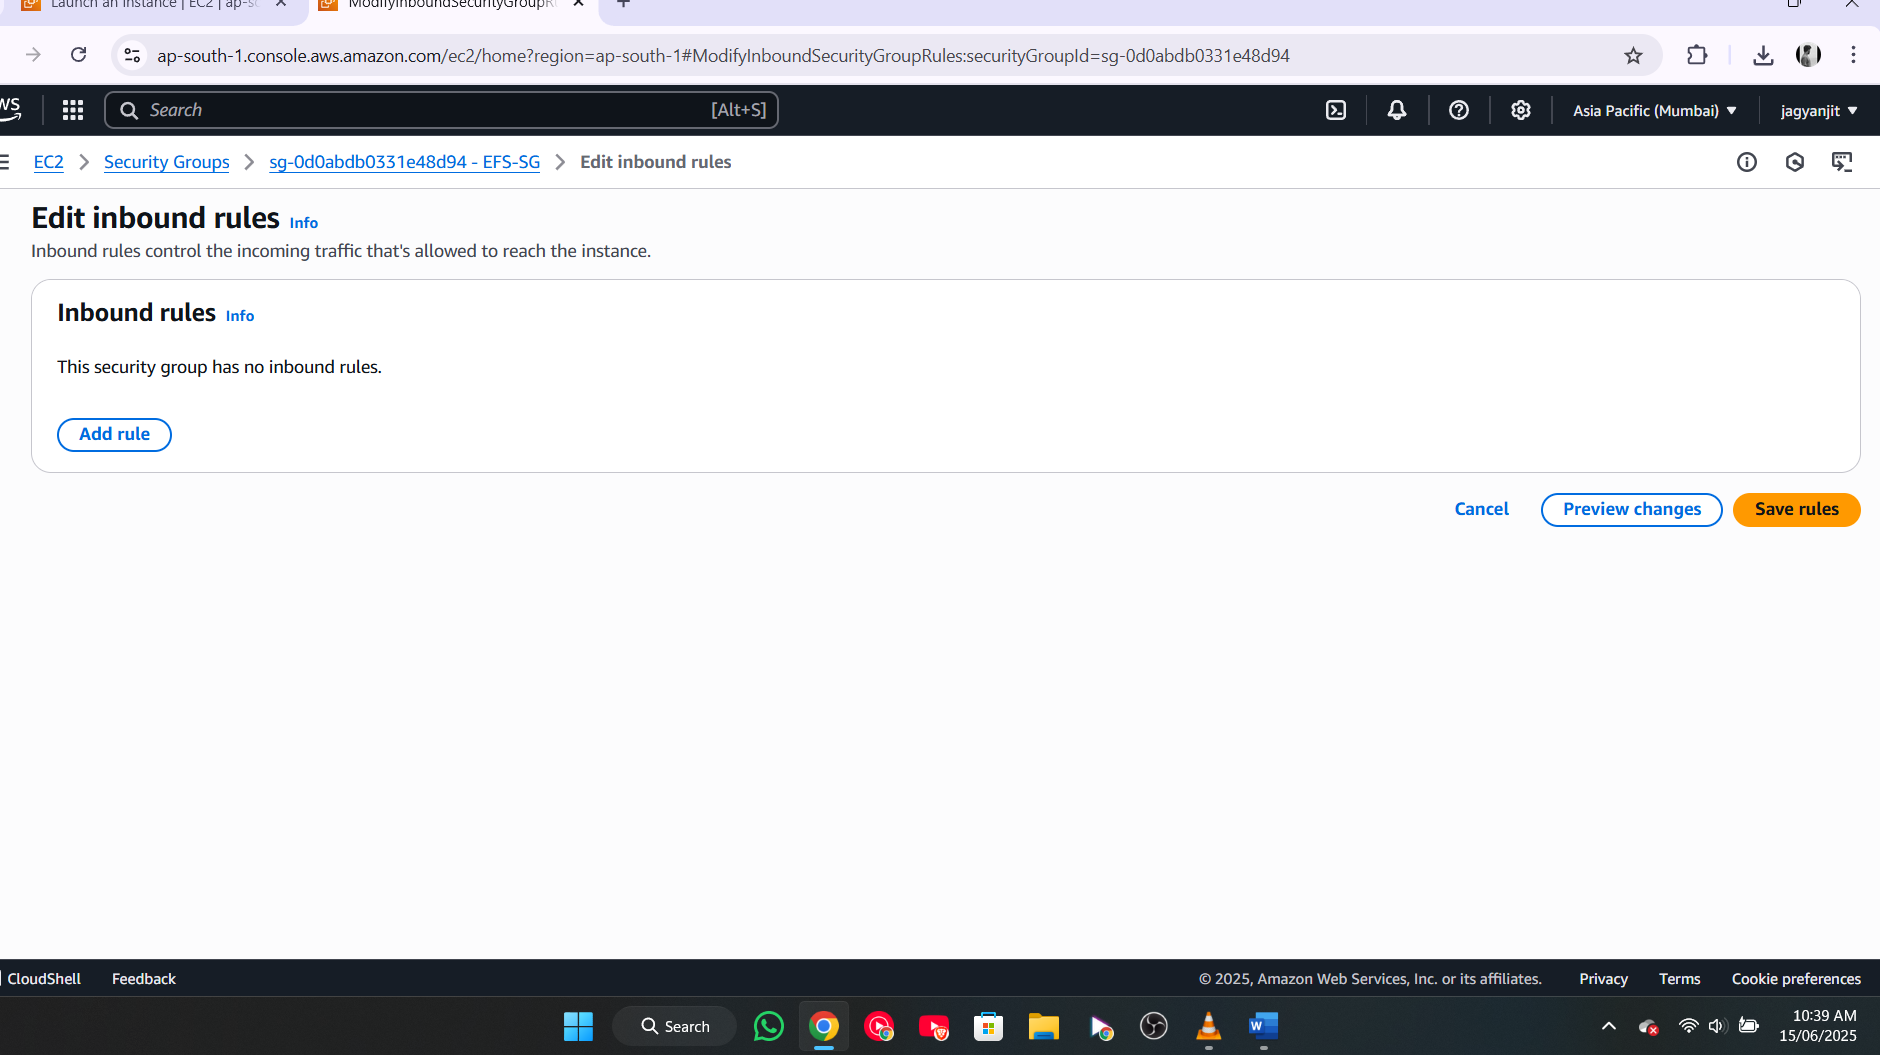 Launch an instance | EC2 | ap-so
ModifyInboundSecurityGroupRu
ap-south-1.console.aws.amazon.com/ec2/home?region=ap-south-1#ModifyInboundSecurityGroupRules:securityGroupId=sg-0d0abdb0331e48d94
Search [Alt+S] Asia Pacific (Mumbai) jagyanjit
EC2 Security Groups sg-0d0abdb0331e48d94 - EFS-SG Edit inbound rules
Edit inbound rules Info
Inbound rules control the incoming traffic that's allowed to reach the instance.
Inbound rules Info
This security group has no inbound rules.
Add rule
Cancel Preview changes Save rules
CloudShell Feedback © 2025, Amazon Web Services, Inc. or its affiliates. Privacy Terms Cookie preferences
Search 10:39 AM
15/06/2025